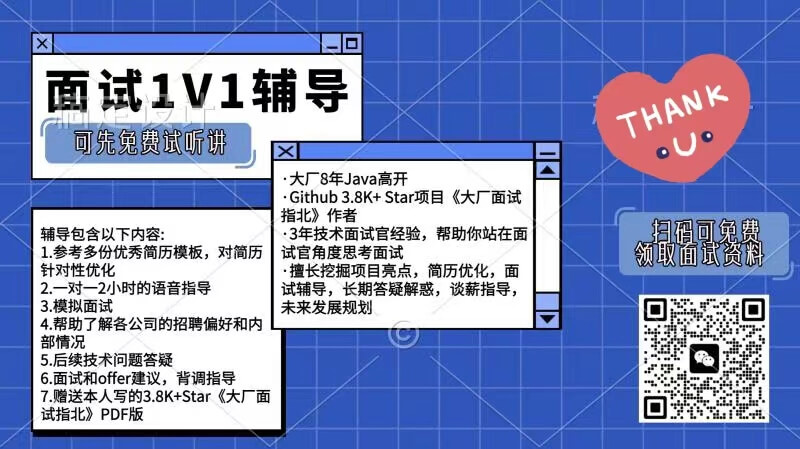 面试1V1辅导
可先免费试听讲
·大厂8年Java高开
·Github 3.8K+ Star项目《大厂面试
指北》作者
·3年技术面试官经验，帮助你站在面
试官角度思考面试
·擅长挖掘项目亮点，简历优化，面
试辅导，长期答疑解惑，谈薪指导，
未来发展规划
辅导包含以下内容:
1.参考多份优秀简历模板，对简历
针对性优化
2.一对一2小时的语音指导
3.模拟面试
4.帮助了解各公司的招聘偏好和内
部情况
5.后续技术问题答疑
6.面试和offer建议，背调指导
7.赠送本人写的3.8K+Star《大厂面
试指北》PDF版
THANK
U
扫码可免费
领取面试资料